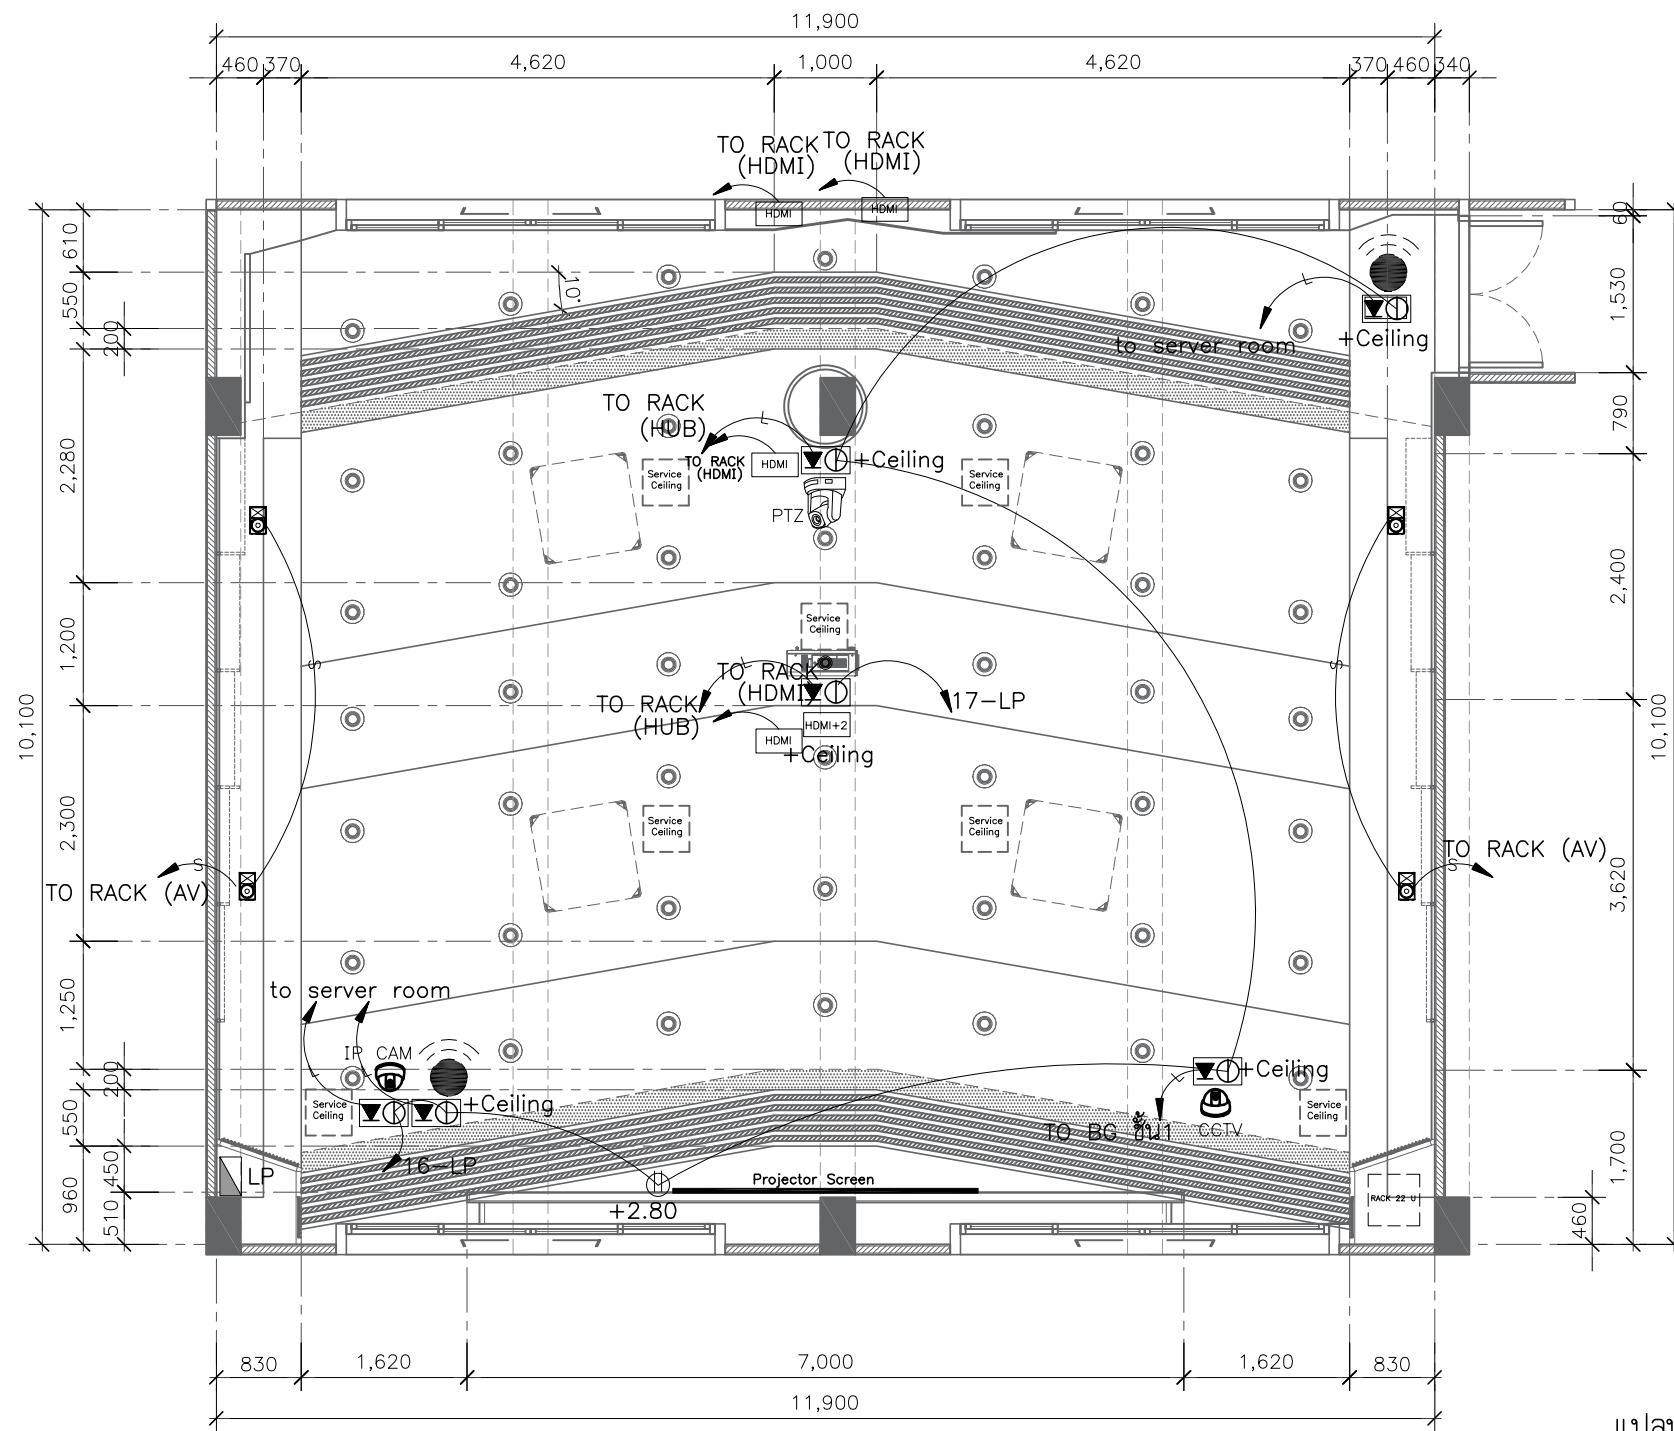 11,900
460
370
4,620
1,000
4,620
370
460
340
TO RACK
(HDMI)
TO RACK
(HDMI)
HDMI
HDMI
610
550
200
2,280
1,200
10,100
2,300
1,250
200
550
450
960
510
60
1,530
790
2,400
10,100
3,620
1,700
460
10°
L
to server room
+Ceiling
TO RACK
(HUB)
L
TO RACK
(HDMI)
HDMI
+Ceiling
Service
Ceiling
Service
Ceiling
PTZ
Service
Ceiling
S
S
L
TO RACK
(HDMI)
TO RACK
(HUB)
17-LP
HDMI+2
HDMI
+Ceiling
Service
Ceiling
Service
Ceiling
S
TO RACK (AV)
TO RACK (AV)
S
to server room
IP CAM
L
L
+Ceiling
Service
Ceiling
L
+Ceiling
Service
Ceiling
TO BG ชั้น1
CCTV
16-LP
LP
M
Projector Screen
+2.80
RACK 22 U
830
1,620
7,000
1,620
830
11,900